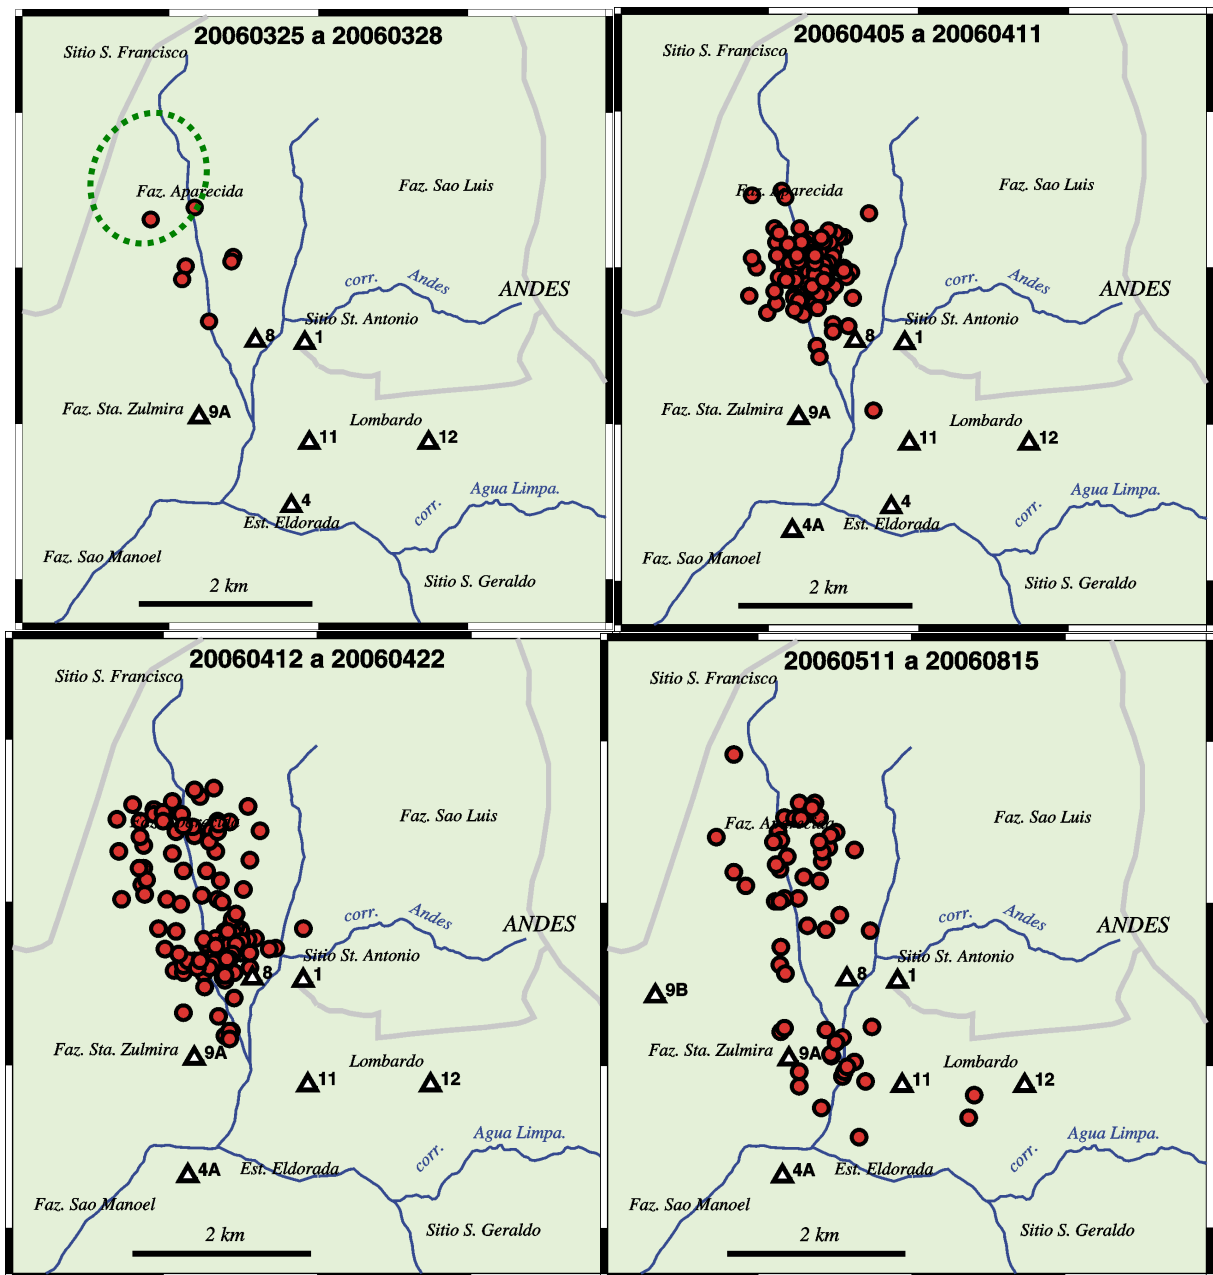 20060325 a 20060328
Sitio S. Francisco
Faz. Aparecida
Faz. Sao Luis
corr. Andes
ANDES
Sitio St. Antonio
8
1
Faz. Sta. Zulmira
9A
Lombardo
11
12
4
Est. Eldorada
corr.
Agua Limpa.
Faz. Sao Manoel
Sitio S. Geraldo
2 km
20060405 a 20060411
Sitio S. Francisco
Faz. Aparecida
Faz. Sao Luis
corr. Andes
ANDES
Sitio St. Antonio
8
1
Faz. Sta. Zulmira
9A
Lombardo
11
12
4
4A
Est. Eldorada
corr.
Agua Limpa.
Faz. Sao Manoel
Sitio S. Geraldo
2 km
20060412 a 20060422
Sitio S. Francisco
Faz. Sao Luis
corr. Andes
ANDES
Sitio St. Antonio
8
1
Faz. Sta. Zulmira
9A
Lombardo
11
12
4A
Est. Eldorada
corr.
Agua Limpa.
Faz. Sao Manoel
Sitio S. Geraldo
2 km
20060511 a 20060815
Sitio S. Francisco
Faz. Aparecida
Faz. Sao Luis
corr. Andes
ANDES
Sitio St. Antonio
8
1
9B
Faz. Sta. Zulmira
9A
Lombardo
11
12
4A
Est. Eldorada
corr.
Agua Limpa.
Faz. Sao Manoel
Sitio S. Geraldo
2 km